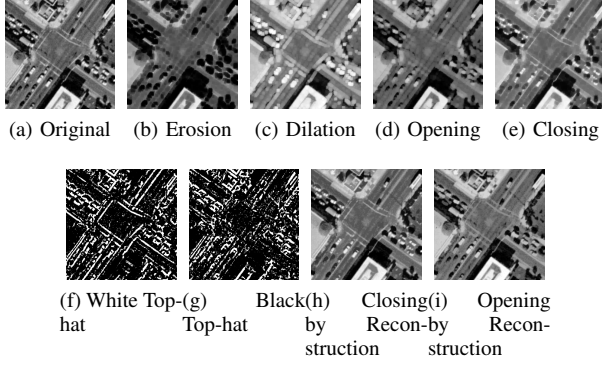 (a) Original (b) Erosion (c) Dilation (d) Opening (e) Closing
(f) White Top-(g) Black(h) Closing(i) Opening
hat Top-hat by Recon-by Recon-
struction struction